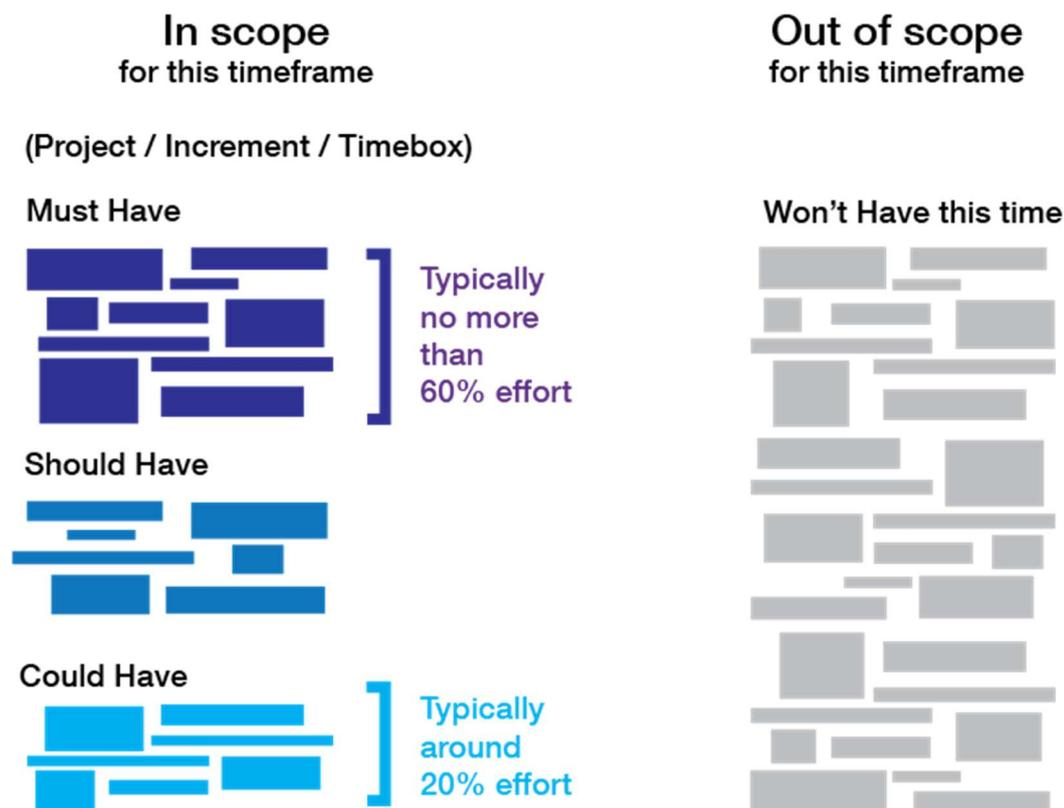 In scope
for this timeframe
(Project / Increment / Timebox)
Must Have
Typically
no more
than
60% effort
Should Have
Could Have
Typically
around
20% effort
Out of scope
for this timeframe
Won’t Have this time